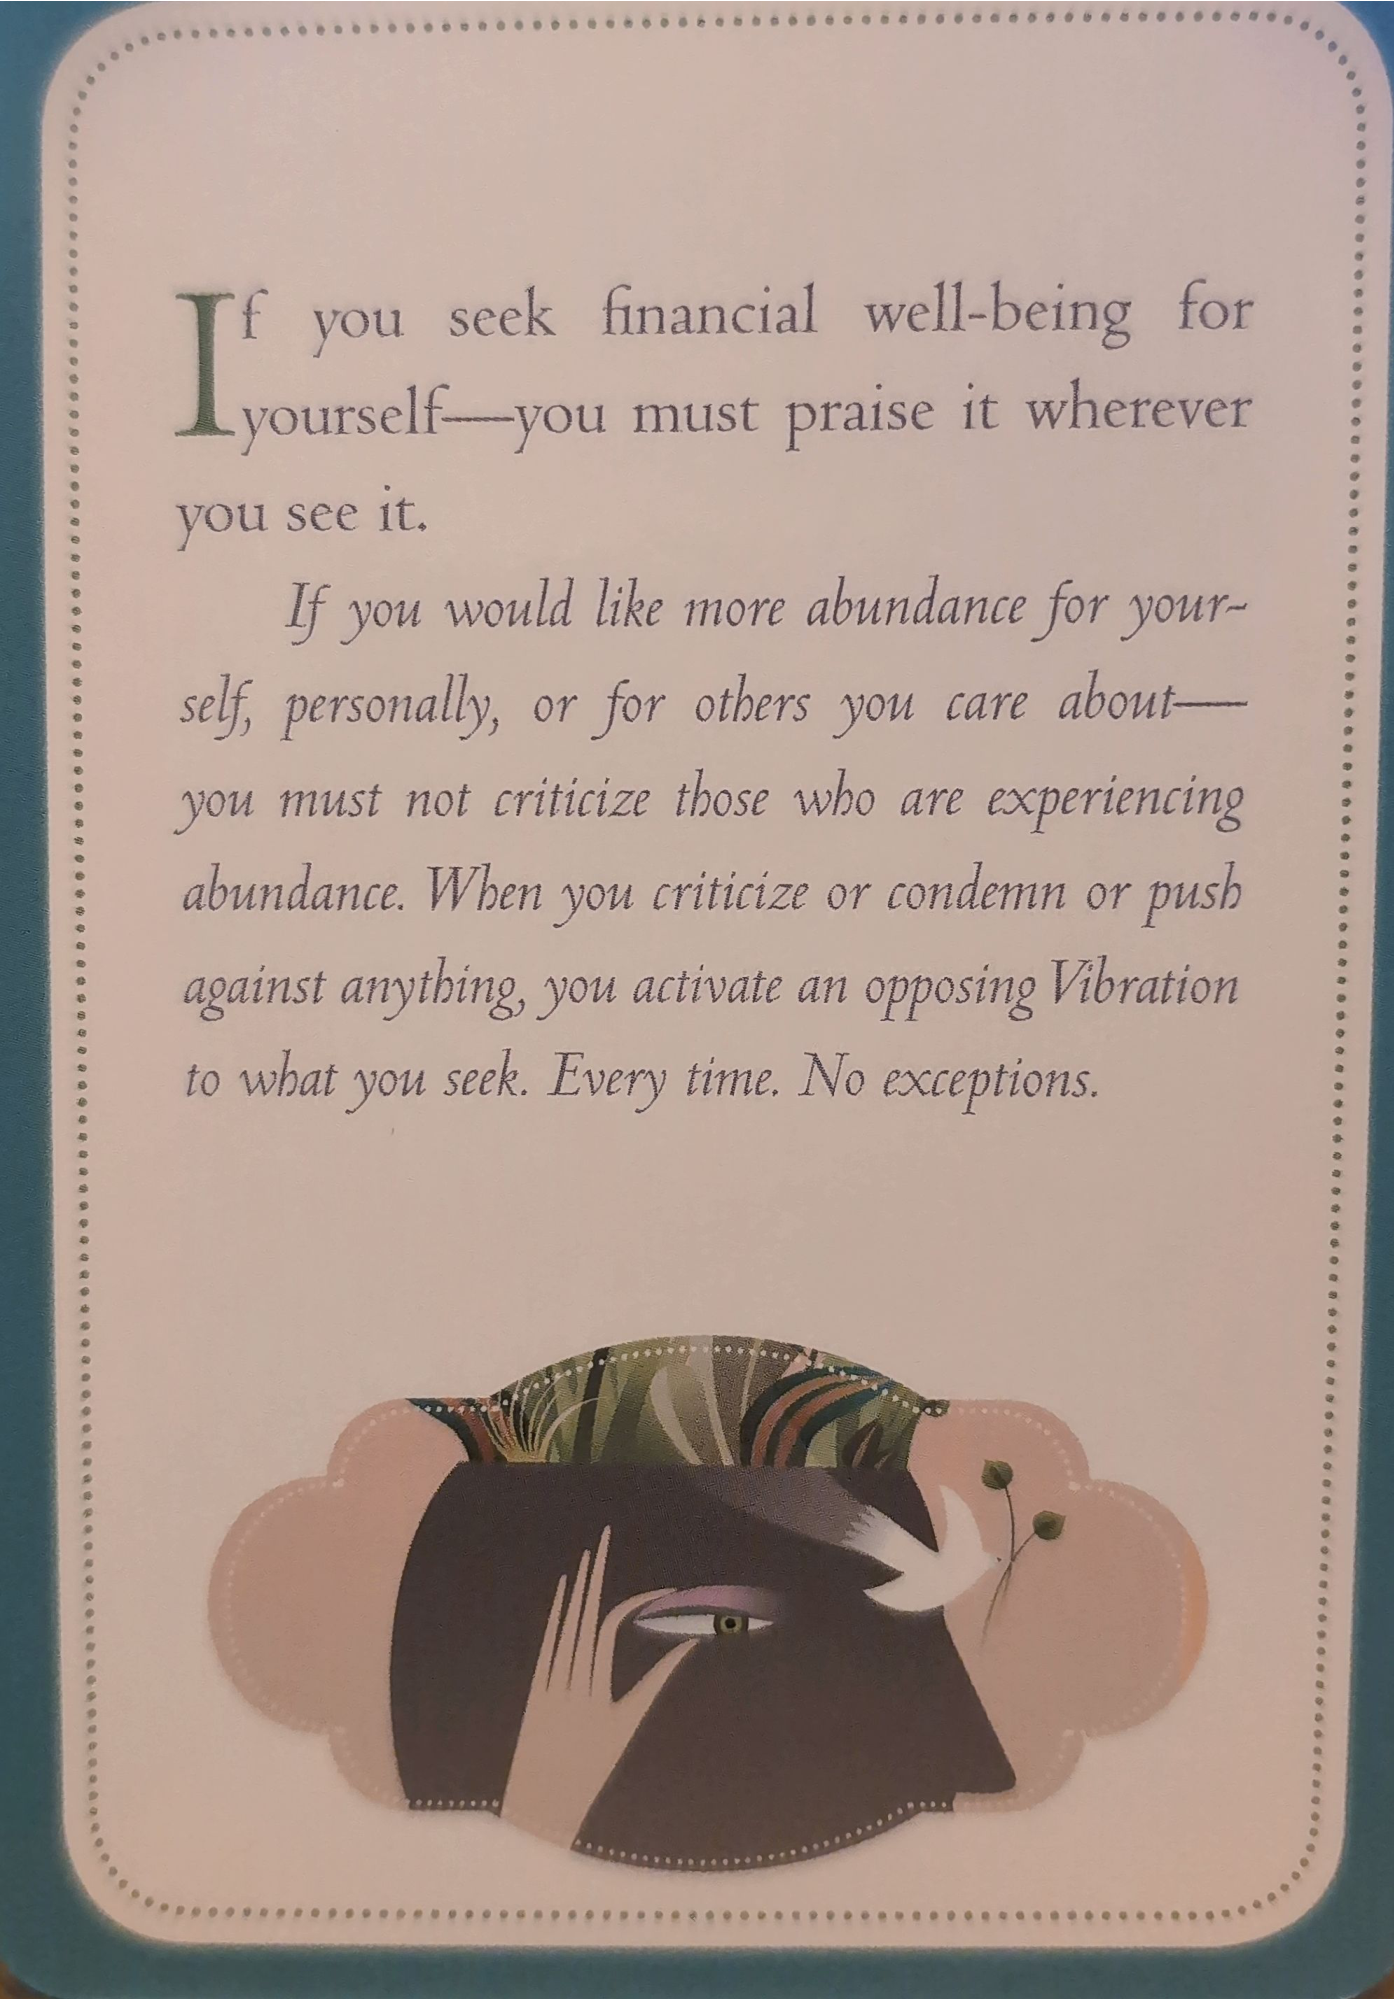 If you seek financial well-being for
yourself—you must praise it wherever
you see it.
If you would like more abundance for your-
self, personally, or for others you care about—
you must not criticize those who are experiencing
abundance. When you criticize or condemn or push
against anything, you activate an opposing Vibration
to what you seek. Every time. No exceptions.